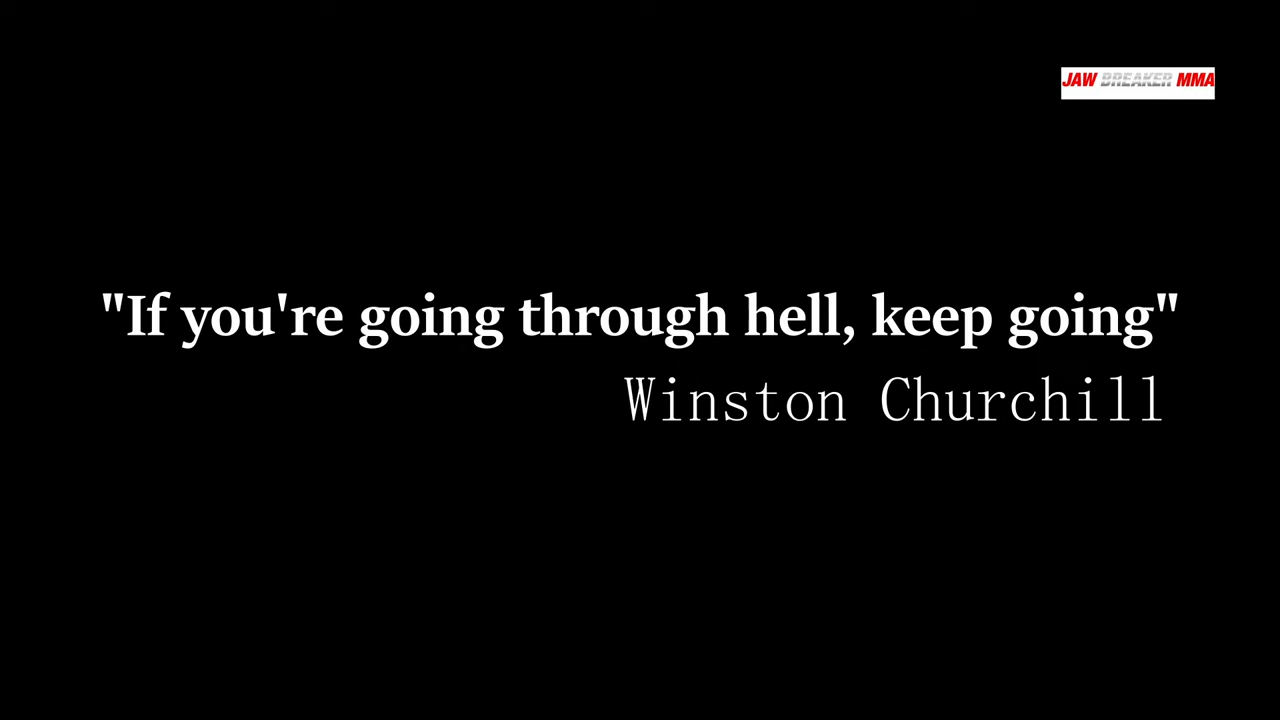 JAW BREAKER MMA
"If you're going through hell, keep going"
Winston Churchill